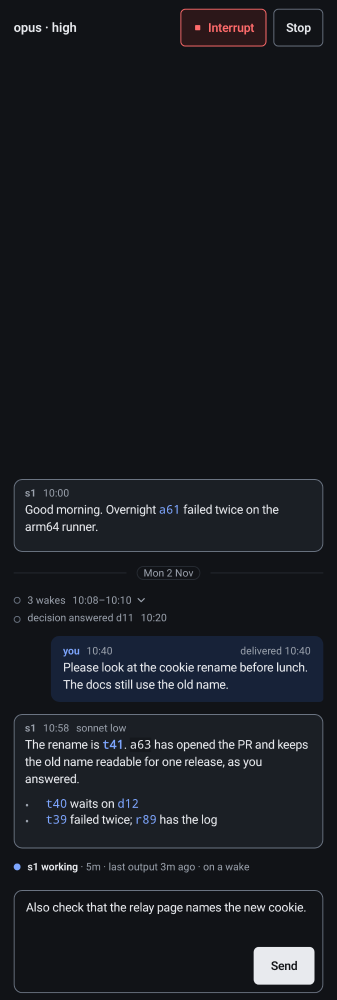 opus · high
Interrupt
Stop
s1 10:00
Good morning. Overnight a61 failed twice on the
arm64 runner.
Mon 2 Nov
3 wakes 10:08–10:10
decision answered d11 10:20
you 10:40 delivered 10:40
Please look at the cookie rename before lunch.
The docs still use the old name.
s1 10:58 sonnet low
The rename is t41. a63 has opened the PR and keeps
the old name readable for one release, as you
answered.
• t40 waits on d12
• t39 failed twice; r89 has the log
s1 working · 5m · last output 3m ago · on a wake
Also check that the relay page names the new cookie.
Send